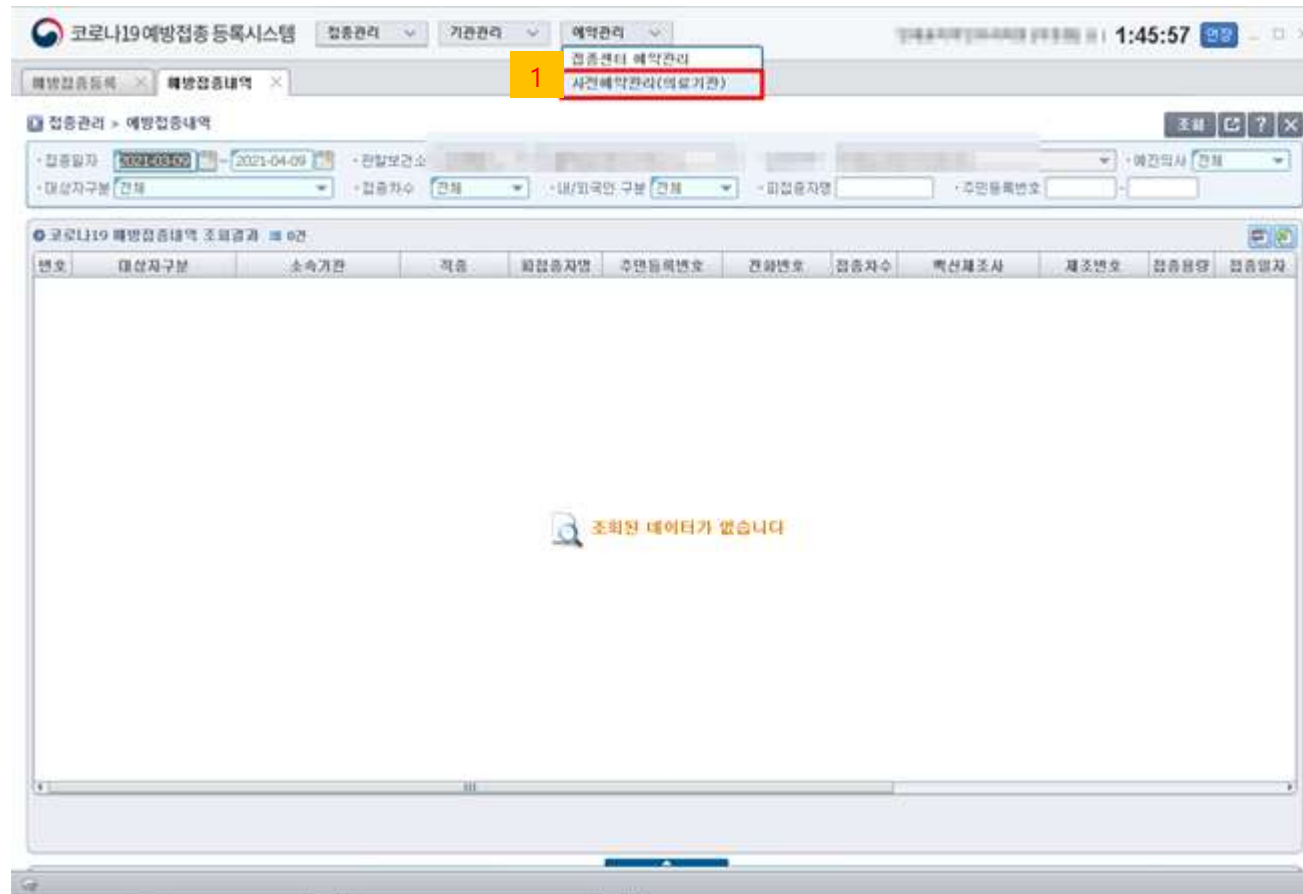 코로나19예방접종 등록시스템 접종관리 기관관리 예약관리 1:45:57 연장
접종센터 예약관리
1 사전예약관리(의료기관)
예방접종등록 예방접종내역
접종관리 > 예방접종내역 조회 ?
·접종일자 2021-03-09 ~ 2021-04-09 ·관할보건소 ·예진의사 전체
·대상자구분 전체 ·접종차수 전체 ·내/외국인 구분 전체 ·피접종자명 ·주민등록번호 -
코로나19 예방접종내역 조회결과 0건
번호 대상자구분 소속기관 직종 피접종자명 주민등록번호 전화번호 접종차수 백신제조사 제조번호 접종용량 접종일자
조회된 데이터가 없습니다